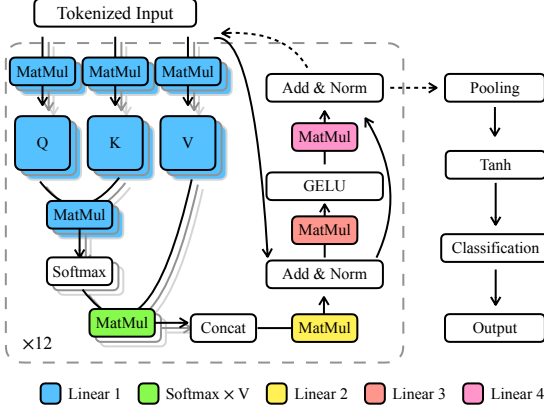 Tokenized Input
MatMul MatMul MatMul
Q K V
MatMul
Softmax
MatMul
Concat
MatMul
Add & Norm
MatMul
GELU
MatMul
Add & Norm
Pooling
Tanh
Classification
Output
×12
Linear 1 Softmax × V Linear 2 Linear 3 Linear 4